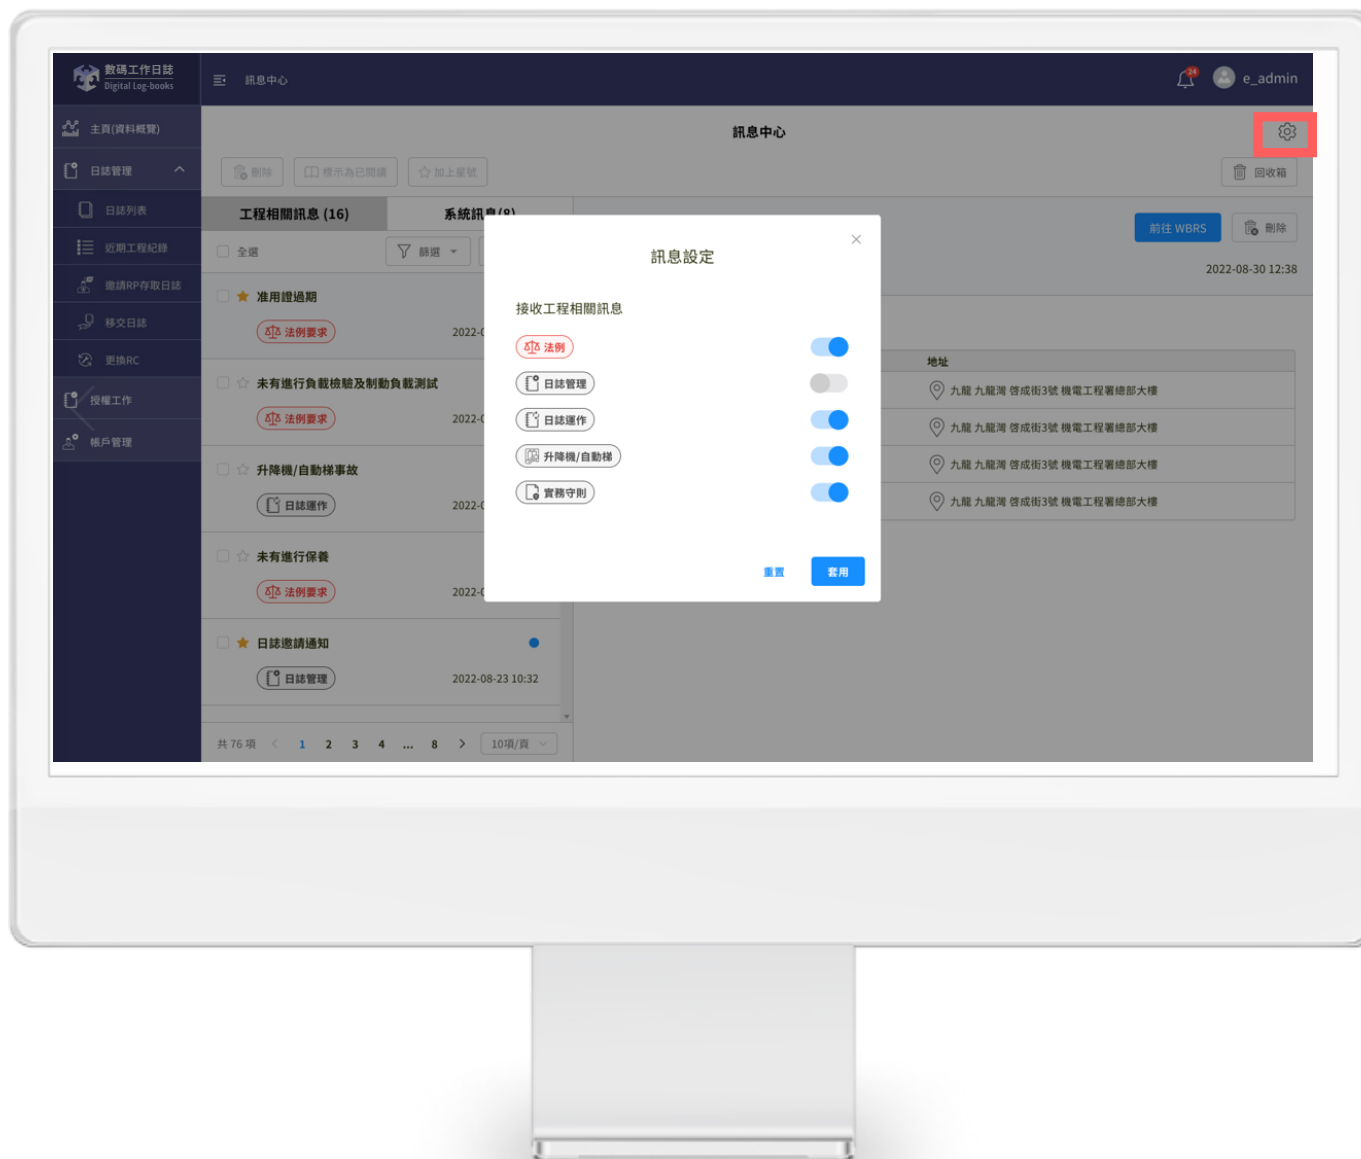 數碼工作日誌
Digital Log-books
訊息中心
24
e_admin
主頁(資料概覽)
日誌管理
日誌列表
近期工程紀錄
邀請RP存取日誌
移交日誌
更換RC
授權工作
帳戶管理
訊息中心
刪除
標示為已閱讀
加上星號
回收箱
工程相關訊息 (16)
系統訊息(8)
全選
篩選
前往 WBRS
刪除
2022-08-30 12:38
准用證過期
法例要求
2022-0
未有進行負載檢驗及制動負載測試
法例要求
2022-0
升降機/自動梯事故
日誌運作
2022-0
未有進行保養
法例要求
2022-0
日誌邀請通知
日誌管理
2022-08-23 10:32
共 76 項
1 2 3 4 ... 8
10項/頁
訊息設定
接收工程相關訊息
法例
日誌管理
日誌運作
升降機/自動梯
實務守則
重置
套用
地址
九龍 九龍灣 啓成街3號 機電工程署總部大樓
九龍 九龍灣 啓成街3號 機電工程署總部大樓
九龍 九龍灣 啓成街3號 機電工程署總部大樓
九龍 九龍灣 啓成街3號 機電工程署總部大樓